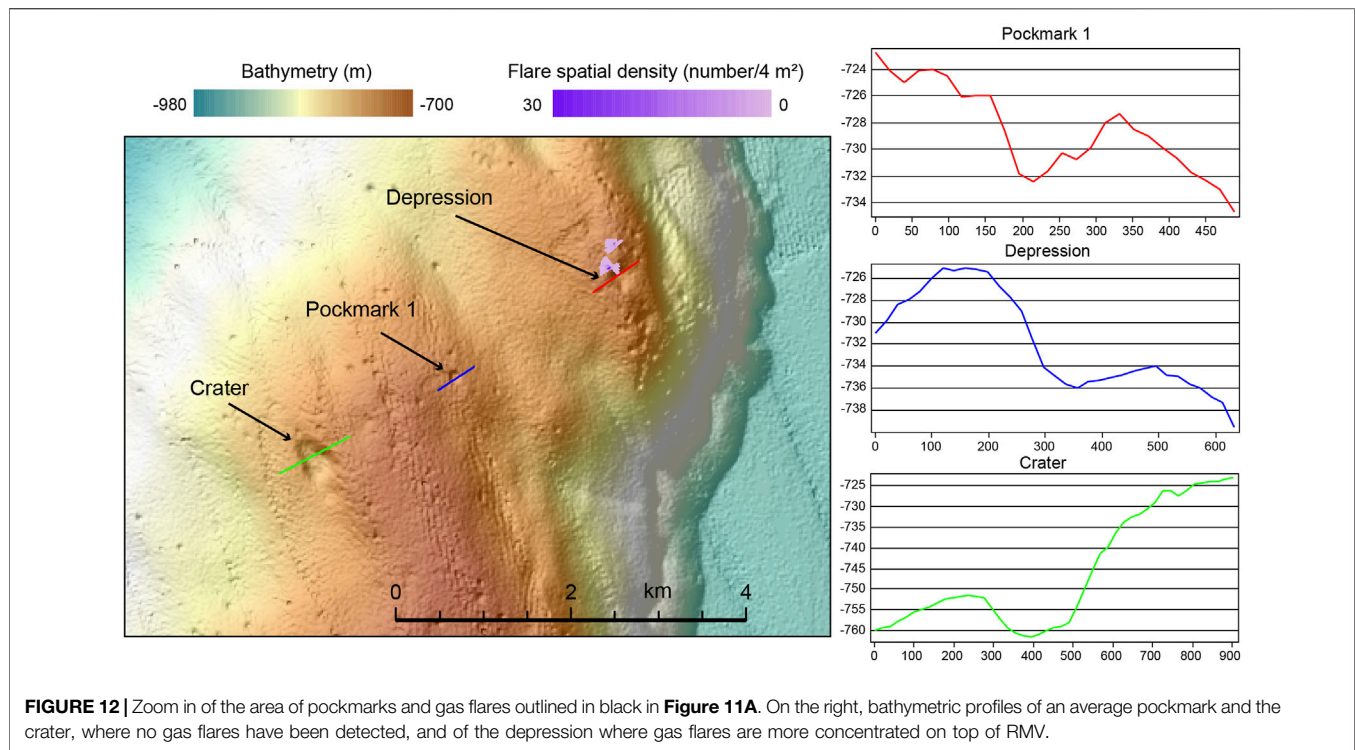 Bathymetry (m)
-980
-700
Flare spatial density (number/4 m²)
30
0
Depression
Pockmark 1
Crater
0
2
km
4
Pockmark 1
-724
-726
-728
-730
-732
-734
0 50 100 150 200 250 300 350 400 450
Depression
-726
-728
-730
-732
-734
-736
-738
0 100 200 300 400 500 600
Crater
-725
-730
-735
-740
-745
-750
-755
-760
0 100 200 300 400 500 600 700 800 900
FIGURE 12 | Zoom in of the area of pockmarks and gas flares outlined in black in Figure 11A. On the right, bathymetric profiles of an average pockmark and the
crater, where no gas flares have been detected, and of the depression where gas flares are more concentrated on top of RMV.